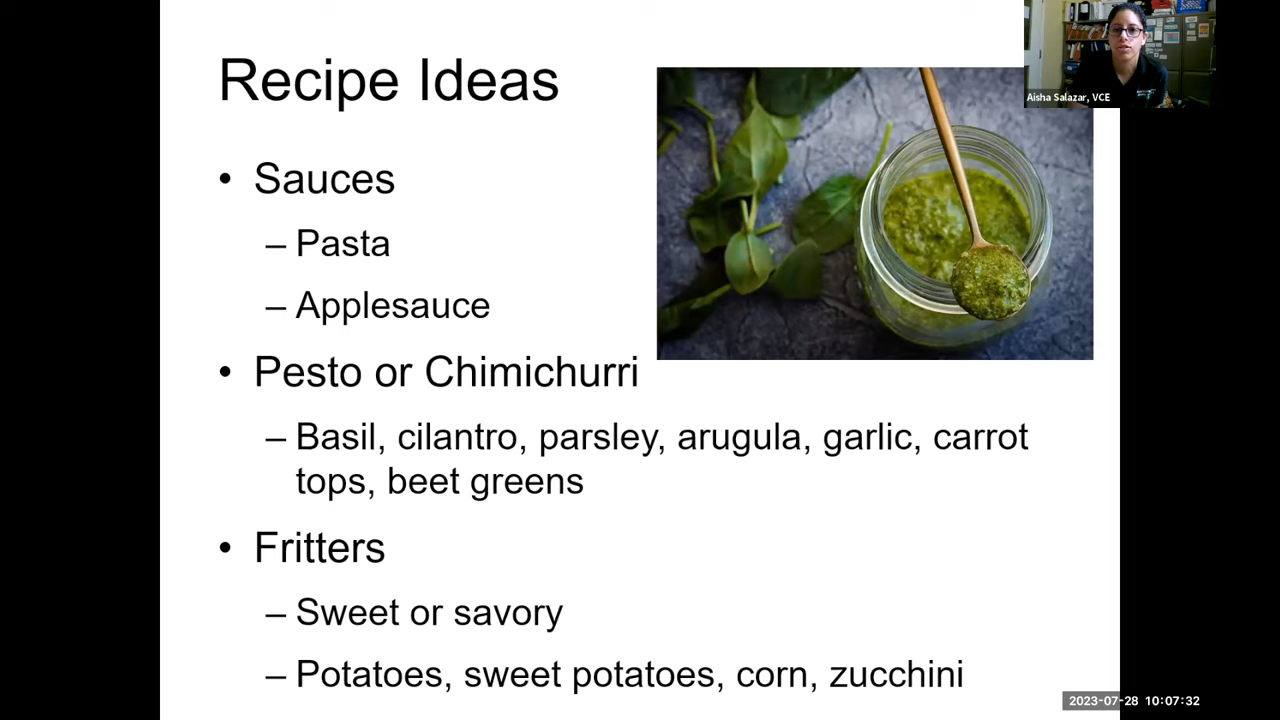 Recipe Ideas
Aisha Salazar, VCE
• Sauces
– Pasta
– Applesauce
• Pesto or Chimichurri
– Basil, cilantro, parsley, arugula, garlic, carrot
tops, beet greens
• Fritters
– Sweet or savory
– Potatoes, sweet potatoes, corn, zucchini
2023-07-28 10:07:32